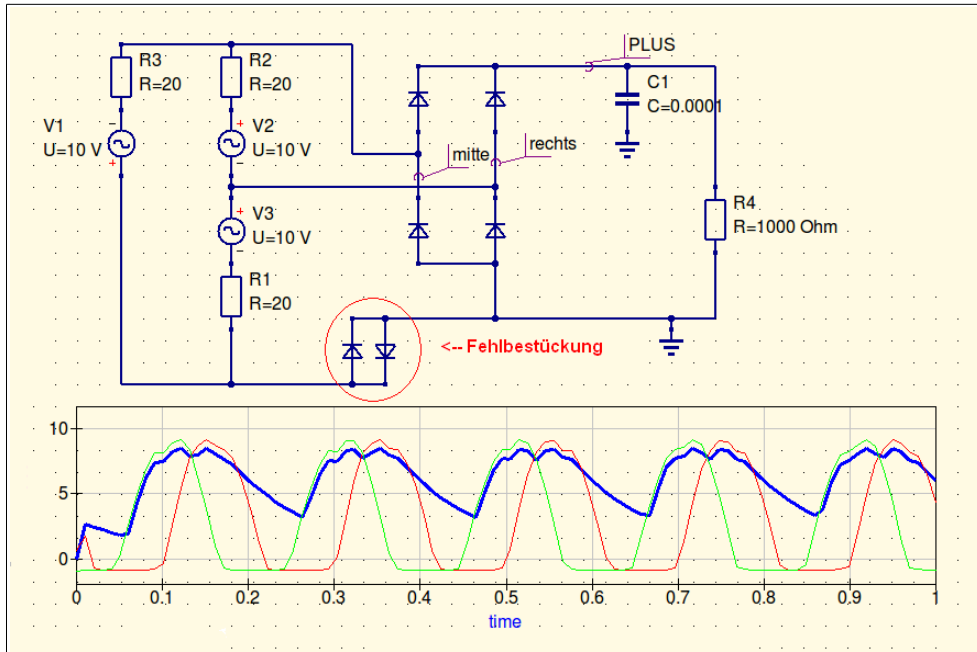 PLUS
R3
R=20
R2
R=20
C1
C=0.0001
V1
U=10 V
V2
U=10 V
mitte
rechts
V3
U=10 V
R4
R=1000 Ohm
R1
R=20
<-- Fehlbestückung
10
5
0
0 0.1 0.2 0.3 0.4 0.5 0.6 0.7 0.8 0.9 1
time